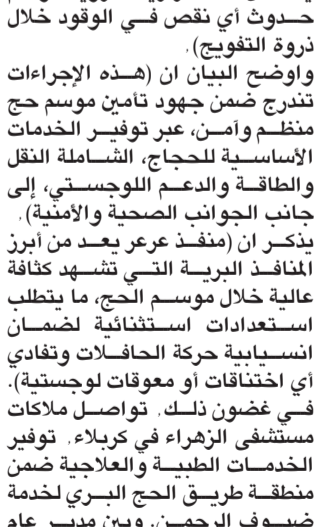 حدوث أي نقص في الوقود خلال
ذروة التفويج).
واوضح البيان ان (هذه الإجراءات
تندرج ضمن جهود تأمين موسم حج
منظم وآمن، عبر توفير الخدمات
الأساسية للحجاج، الشاملة النقل
والطاقة والدعم اللوجستي، إلى
جانب الجوانب الصحية والأمنية).
يذكر ان (منفذ عرعر يعد من أبرز
المنافذ البرية التي تشهد كثافة
عالية خلال موسم الحج، ما يتطلب
استعدادات استثنائية لضمان
انسيابية حركة الحافلات وتفادي
أي اختناقات أو معوقات لوجستية).
في غضون ذلك، تواصل ملاكات
مستشفى الزهراء في كربلاء، توفير
الخدمات الطبية والعلاجية ضمن
منطقة طريق الحج البري لخدمة
ضيوف الرحمن. وبين مدير عام